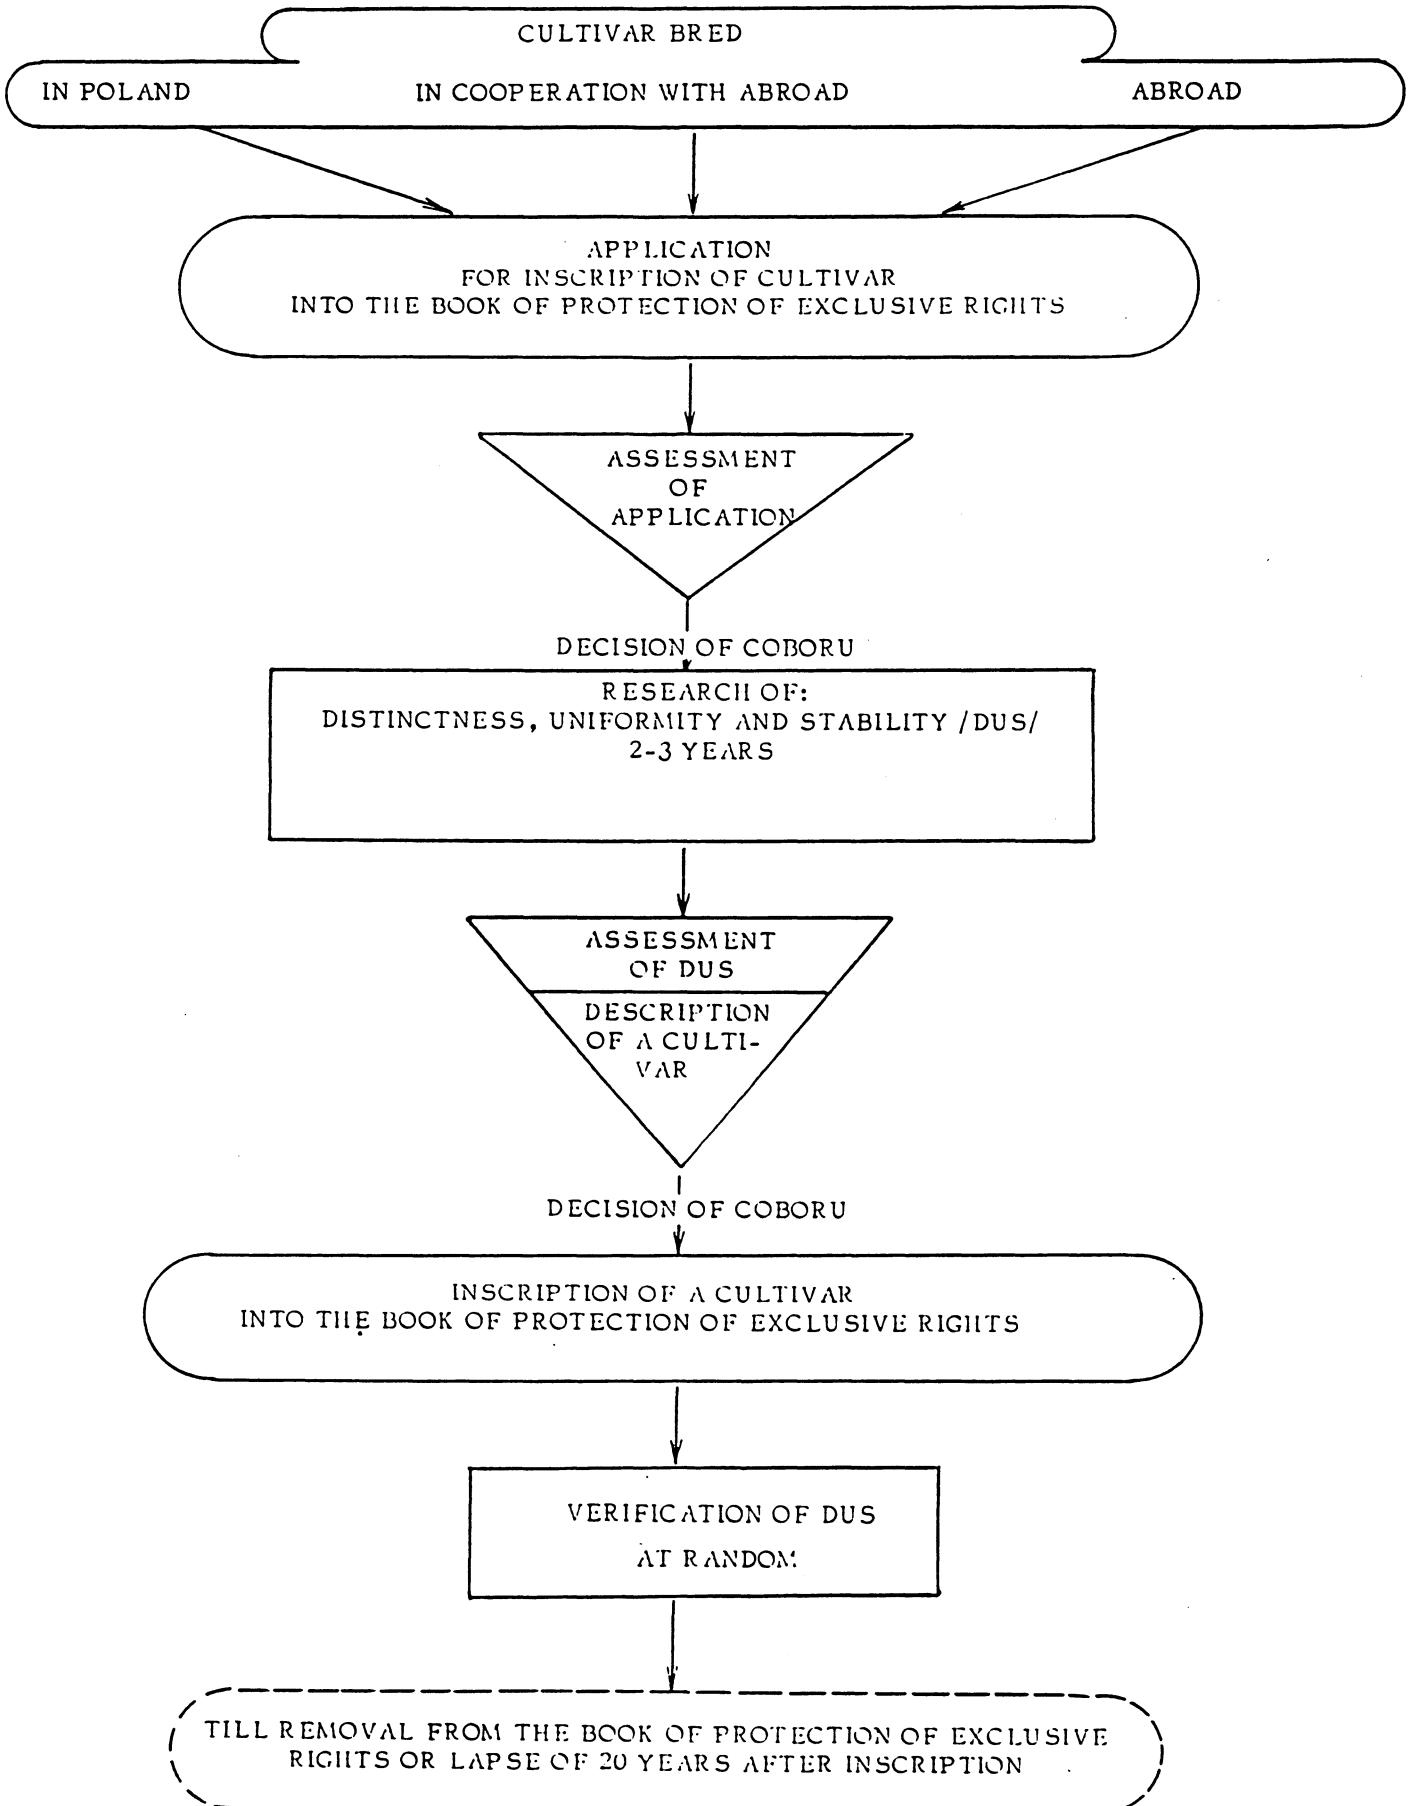 CULTIVAR BRED
IN POLAND IN COOPERATION WITH ABROAD ABROAD
APPLICATION
FOR INSCRIPTION OF CULTIVAR
INTO THE BOOK OF PROTECTION OF EXCLUSIVE RIGHTS
ASSESSMENT
OF
APPLICATION
DECISION OF COBORU
RESEARCH OF:
DISTINCTNESS, UNIFORMITY AND STABILITY /DUS/
2-3 YEARS
ASSESSMENT
OF DUS
DESCRIPTION
OF A CULTI-
VAR
DECISION OF COBORU
INSCRIPTION OF A CULTIVAR
INTO THE BOOK OF PROTECTION OF EXCLUSIVE RIGHTS
VERIFICATION OF DUS
AT RANDOM
TILL REMOVAL FROM THE BOOK OF PROTECTION OF EXCLUSIVE
RIGHTS OR LAPSE OF 20 YEARS AFTER INSCRIPTION